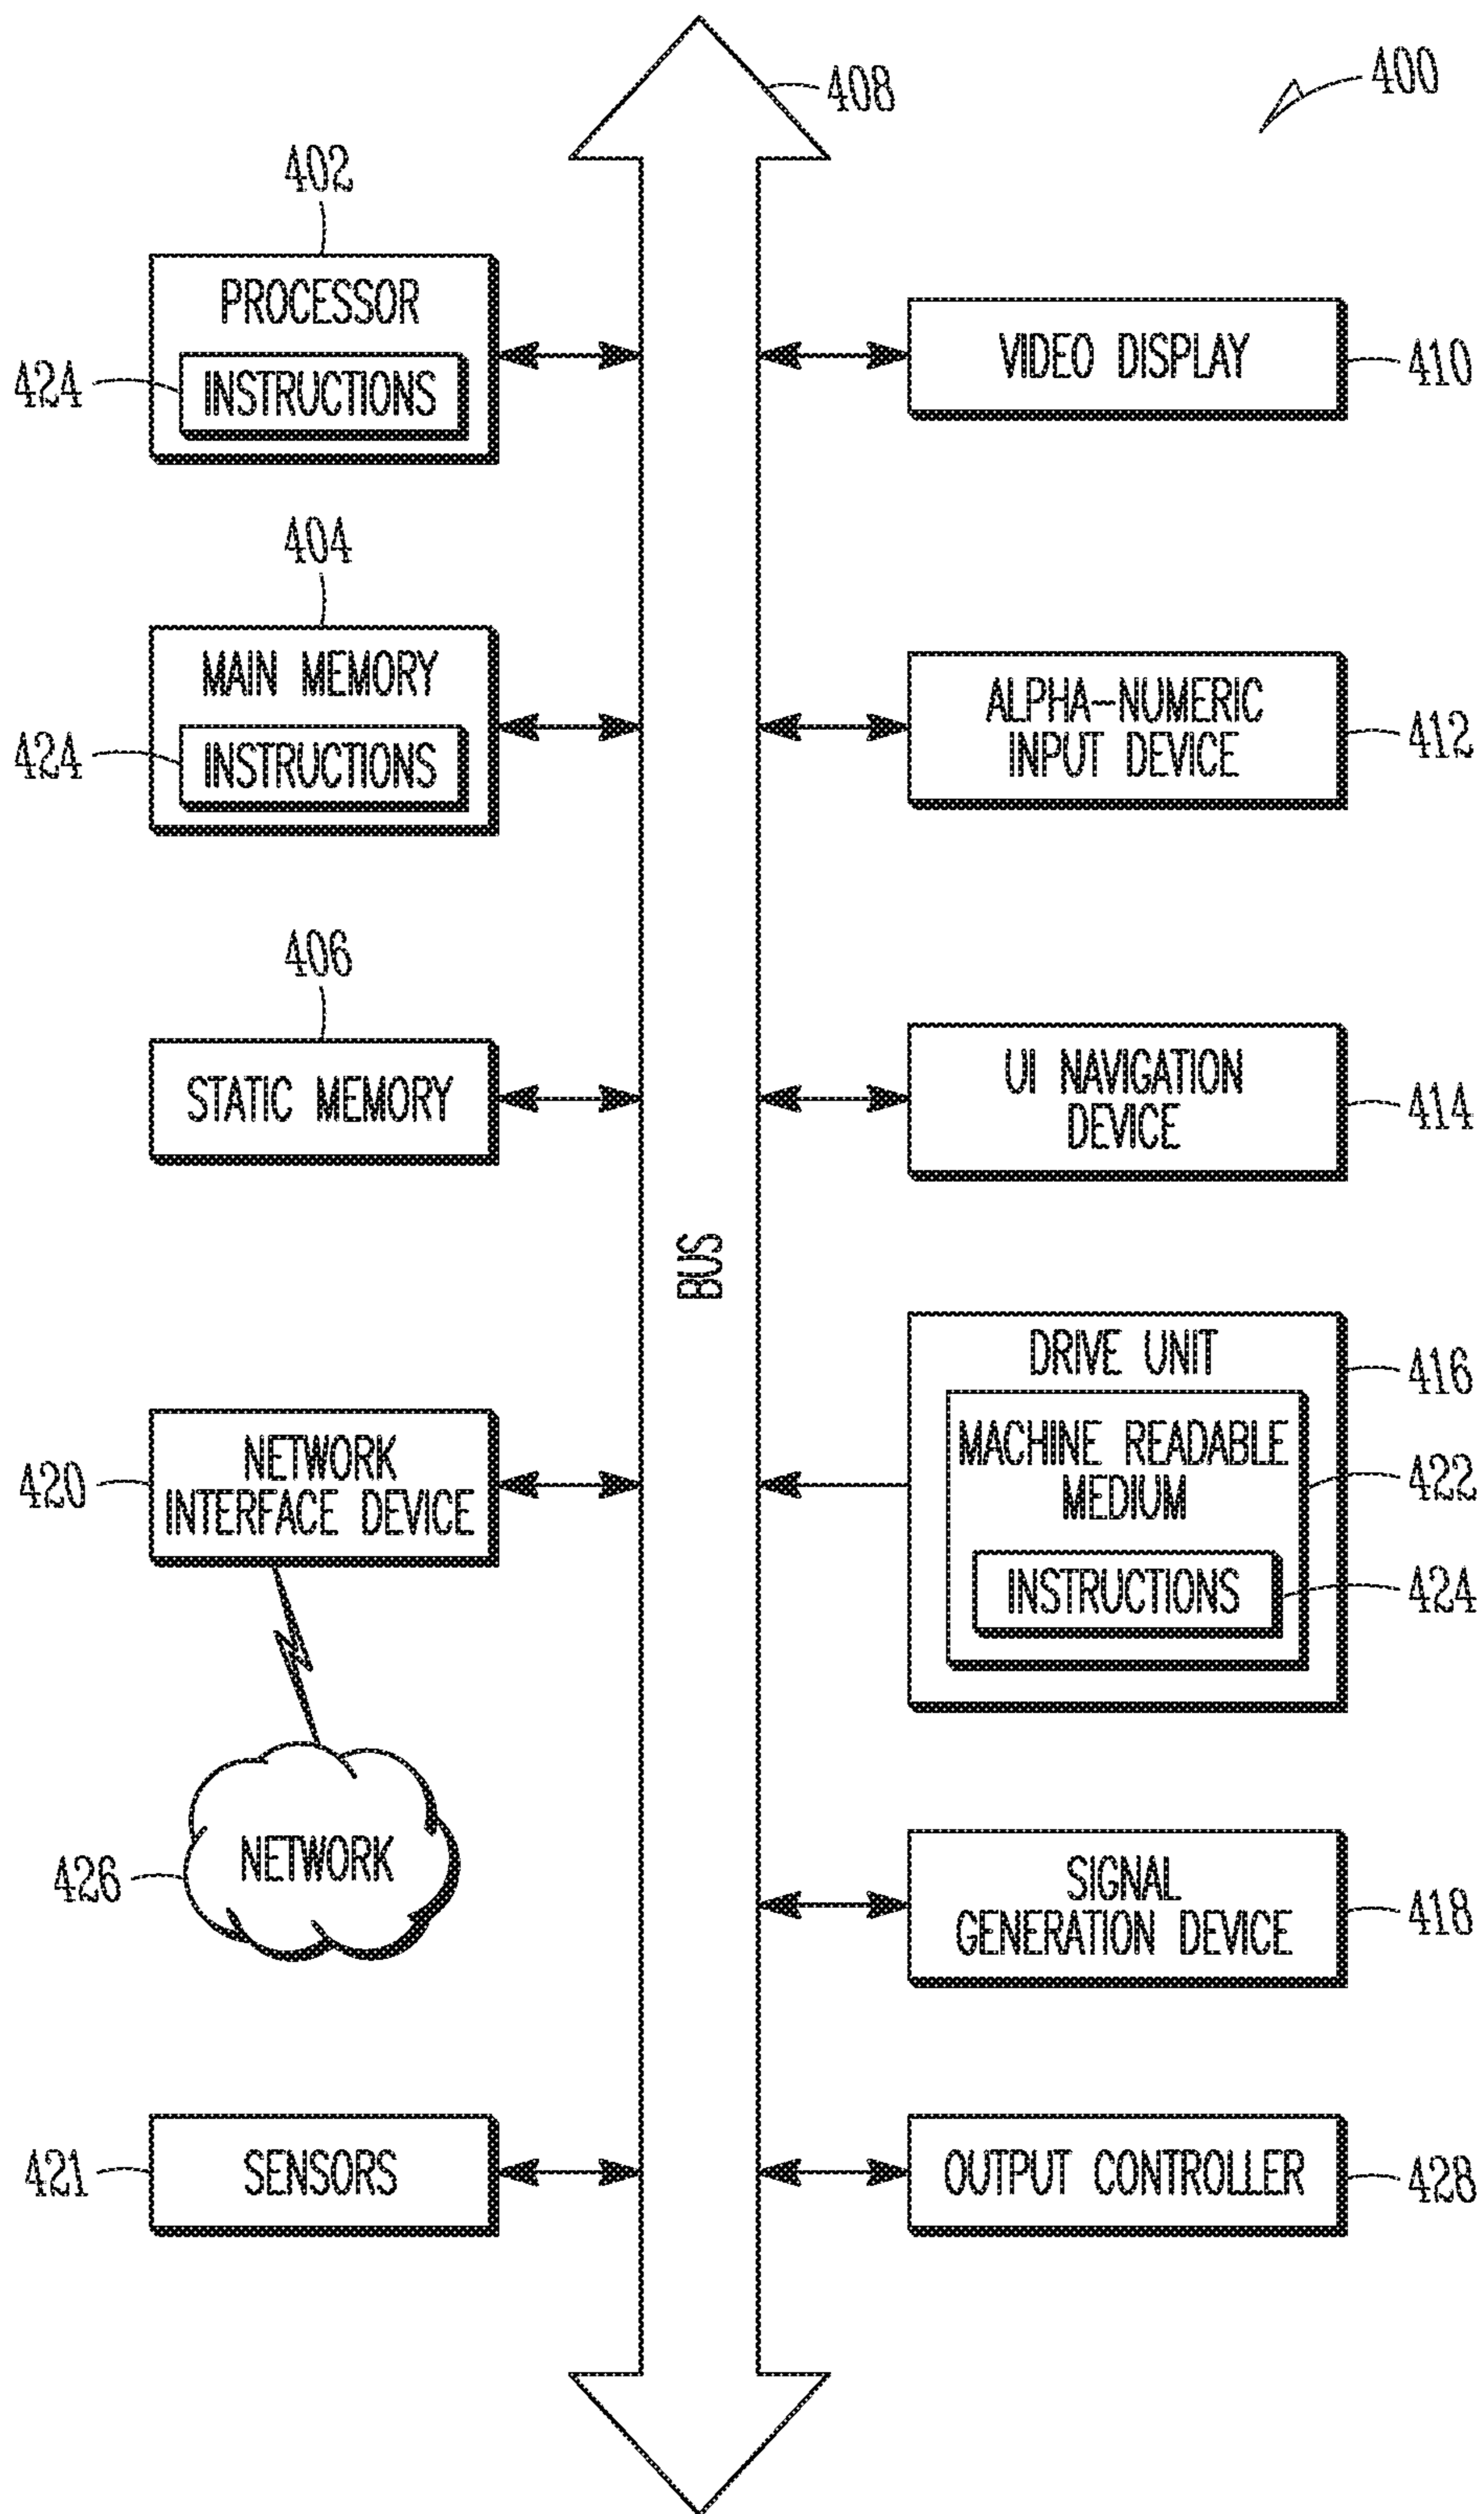 400
408
402
PROCESSOR
424
INSTRUCTIONS
404
MAIN MEMORY
424
INSTRUCTIONS
406
STATIC MEMORY
420
NETWORK
INTERFACE DEVICE
426
NETWORK
421
SENSORS
BUS
VIDEO DISPLAY
410
ALPHA-NUMERIC
INPUT DEVICE
412
UI NAVIGATION
DEVICE
414
DRIVE UNIT
416
MACHINE READABLE
MEDIUM
422
INSTRUCTIONS
424
SIGNAL
GENERATION DEVICE
418
OUTPUT CONTROLLER
428